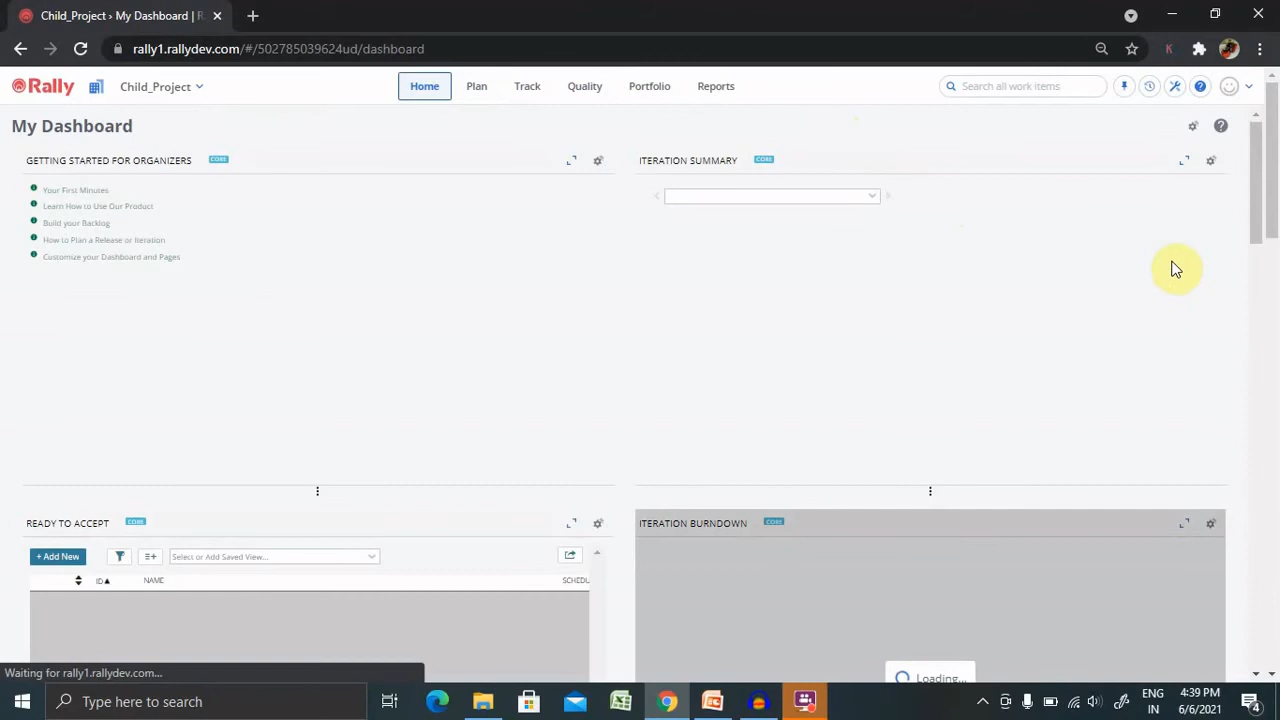 Child_Project › My Dashboard | R
rally1.rallydev.com/#/502785039624ud/dashboard
K
Rally
Child_Project
Home
Plan
Track
Quality
Portfolio
Reports
Search all work items
My Dashboard
GETTING STARTED FOR ORGANIZERS CORE
Your First Minutes
Learn How to Use Our Product
Build your Backlog
How to Plan a Release or Iteration
Customize your Dashboard and Pages
ITERATION SUMMARY CORE
READY TO ACCEPT CORE
+ Add New
Select or Add Saved View...
ID NAME SCHEDU
ITERATION BURNDOWN CORE
Loading...
Waiting for rally1.rallydev.com...
Type here to search
ENG
IN
4:39 PM
6/6/2021
4